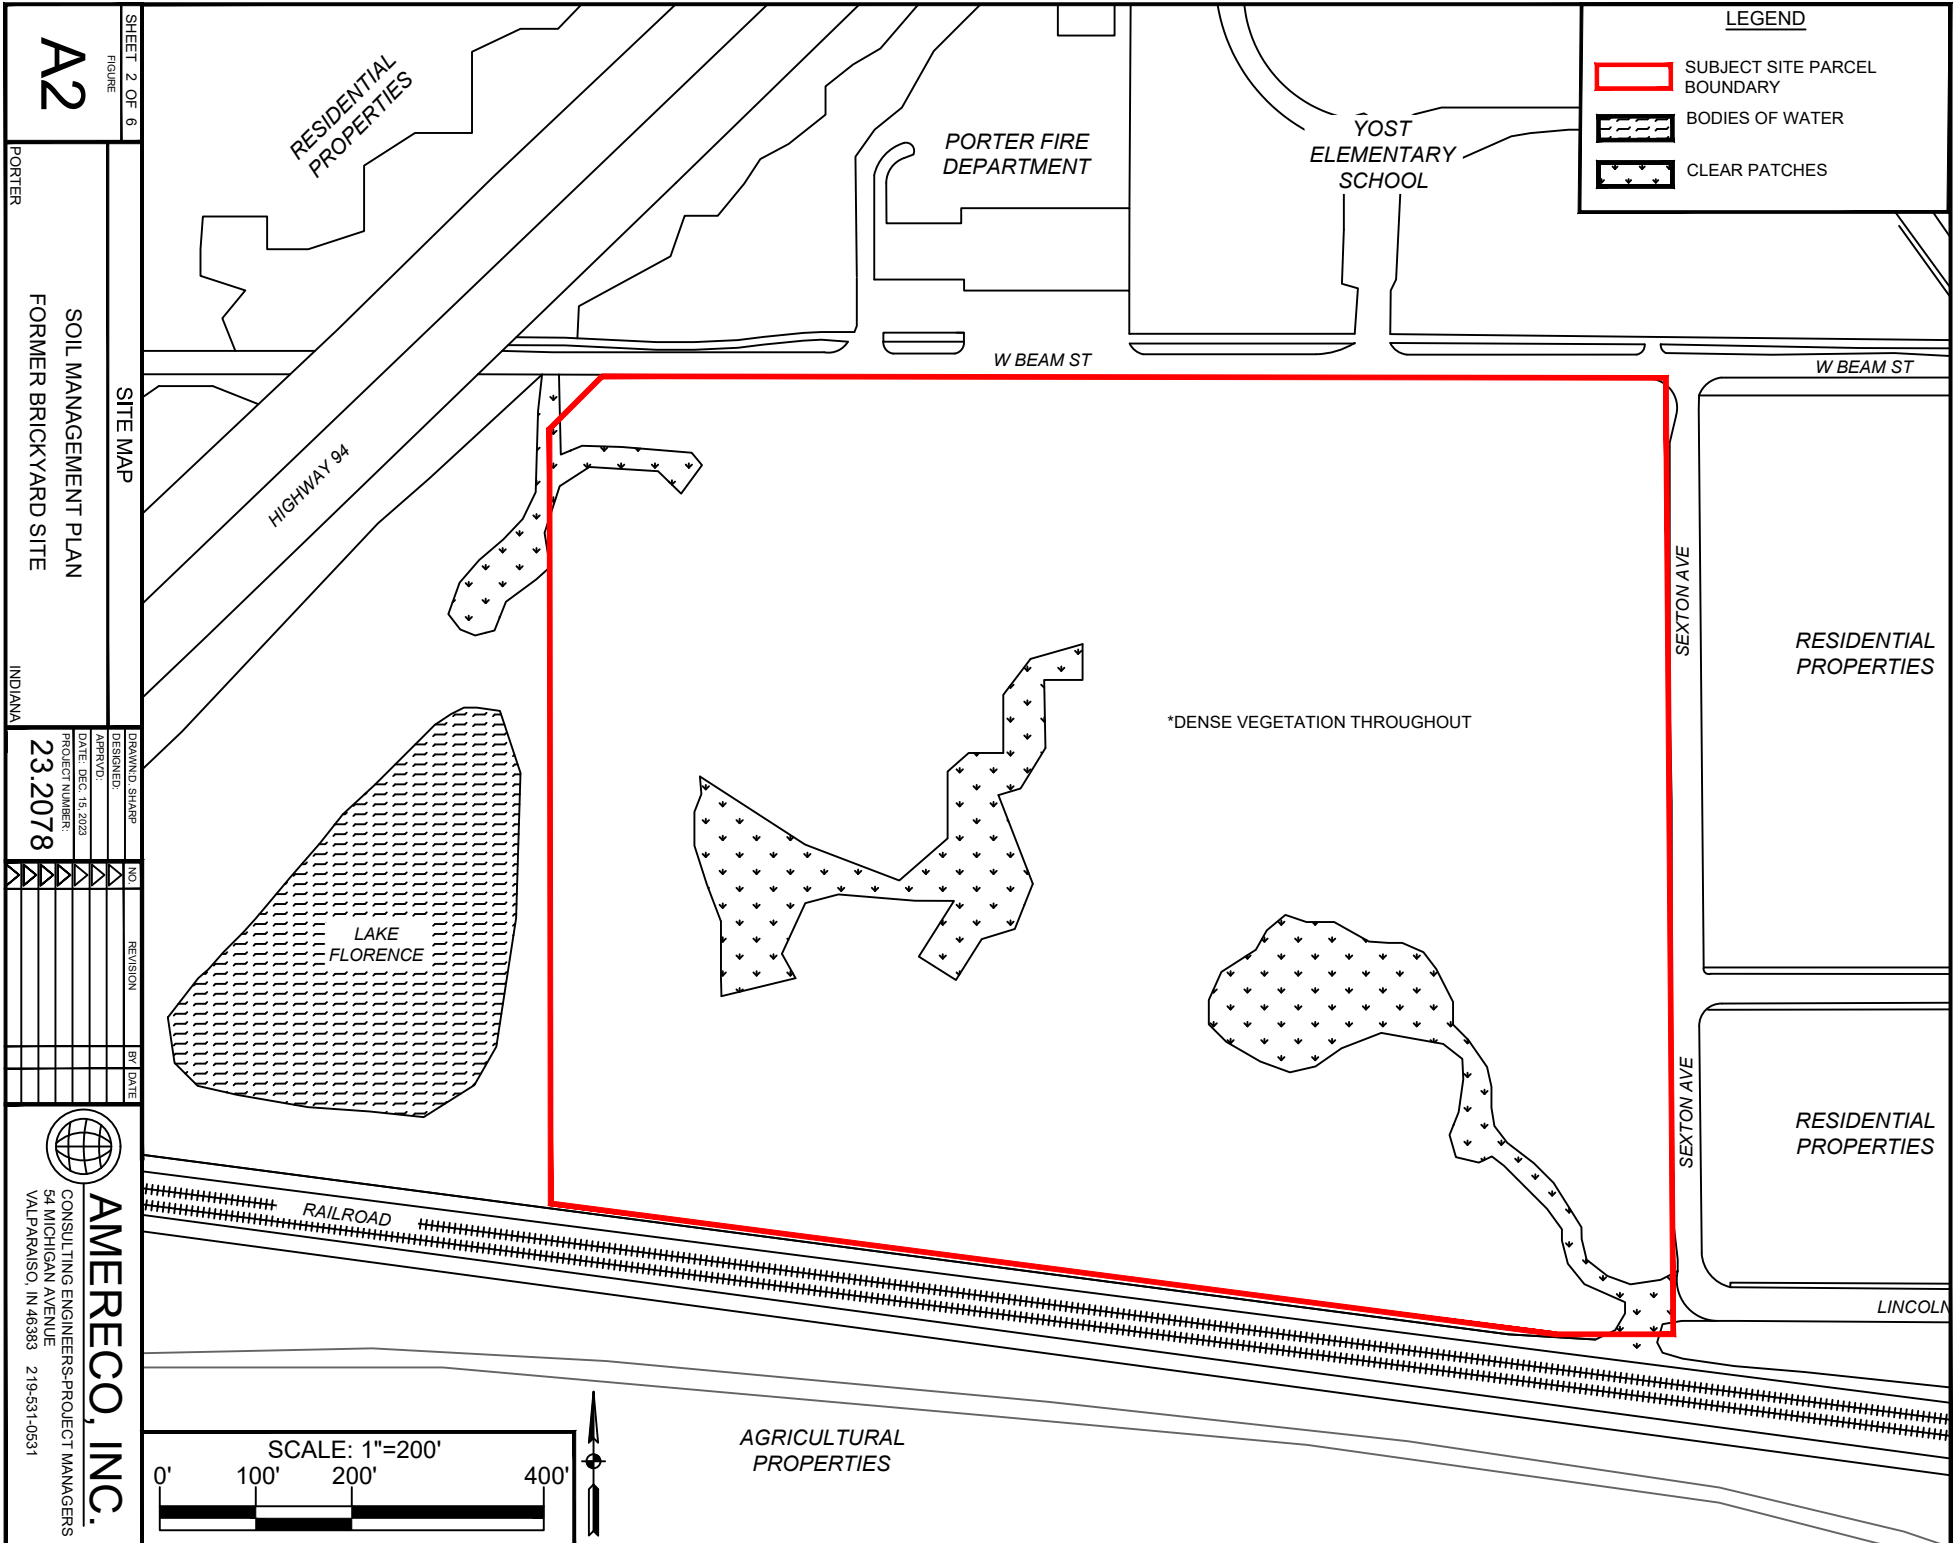 LEGEND
SUBJECT SITE PARCEL
BOUNDARY
BODIES OF WATER
CLEAR PATCHES
RESIDENTIAL
PROPERTIES
PORTER FIRE
DEPARTMENT
YOST
ELEMENTARY
SCHOOL
W BEAM ST
W BEAM ST
HIGHWAY 94
SEXTON AVE
RESIDENTIAL
PROPERTIES
*DENSE VEGETATION THROUGHOUT
LAKE
FLORENCE
SEXTON AVE
RESIDENTIAL
PROPERTIES
RAILROAD
LINCOLN
AGRICULTURAL
PROPERTIES
SCALE: 1"=200'
0' 100' 200' 400'
SHEET 2 OF 6
FIGURE
A2
SITE MAP
SOIL MANAGEMENT PLAN
FORMER BRICKYARD SITE
PORTER INDIANA
DRAWN:D. SHARP
DESIGNED:
APPRV'D:
DATE: DEC. 15, 2023
PROJECT NUMBER:
23.2078
NO. REVISION BY DATE
AMERECO, INC.
CONSULTING ENGINEERS-PROJECT MANAGERS
54 MICHIGAN AVENUE
VALPARAISO, IN 46383 219-531-0531